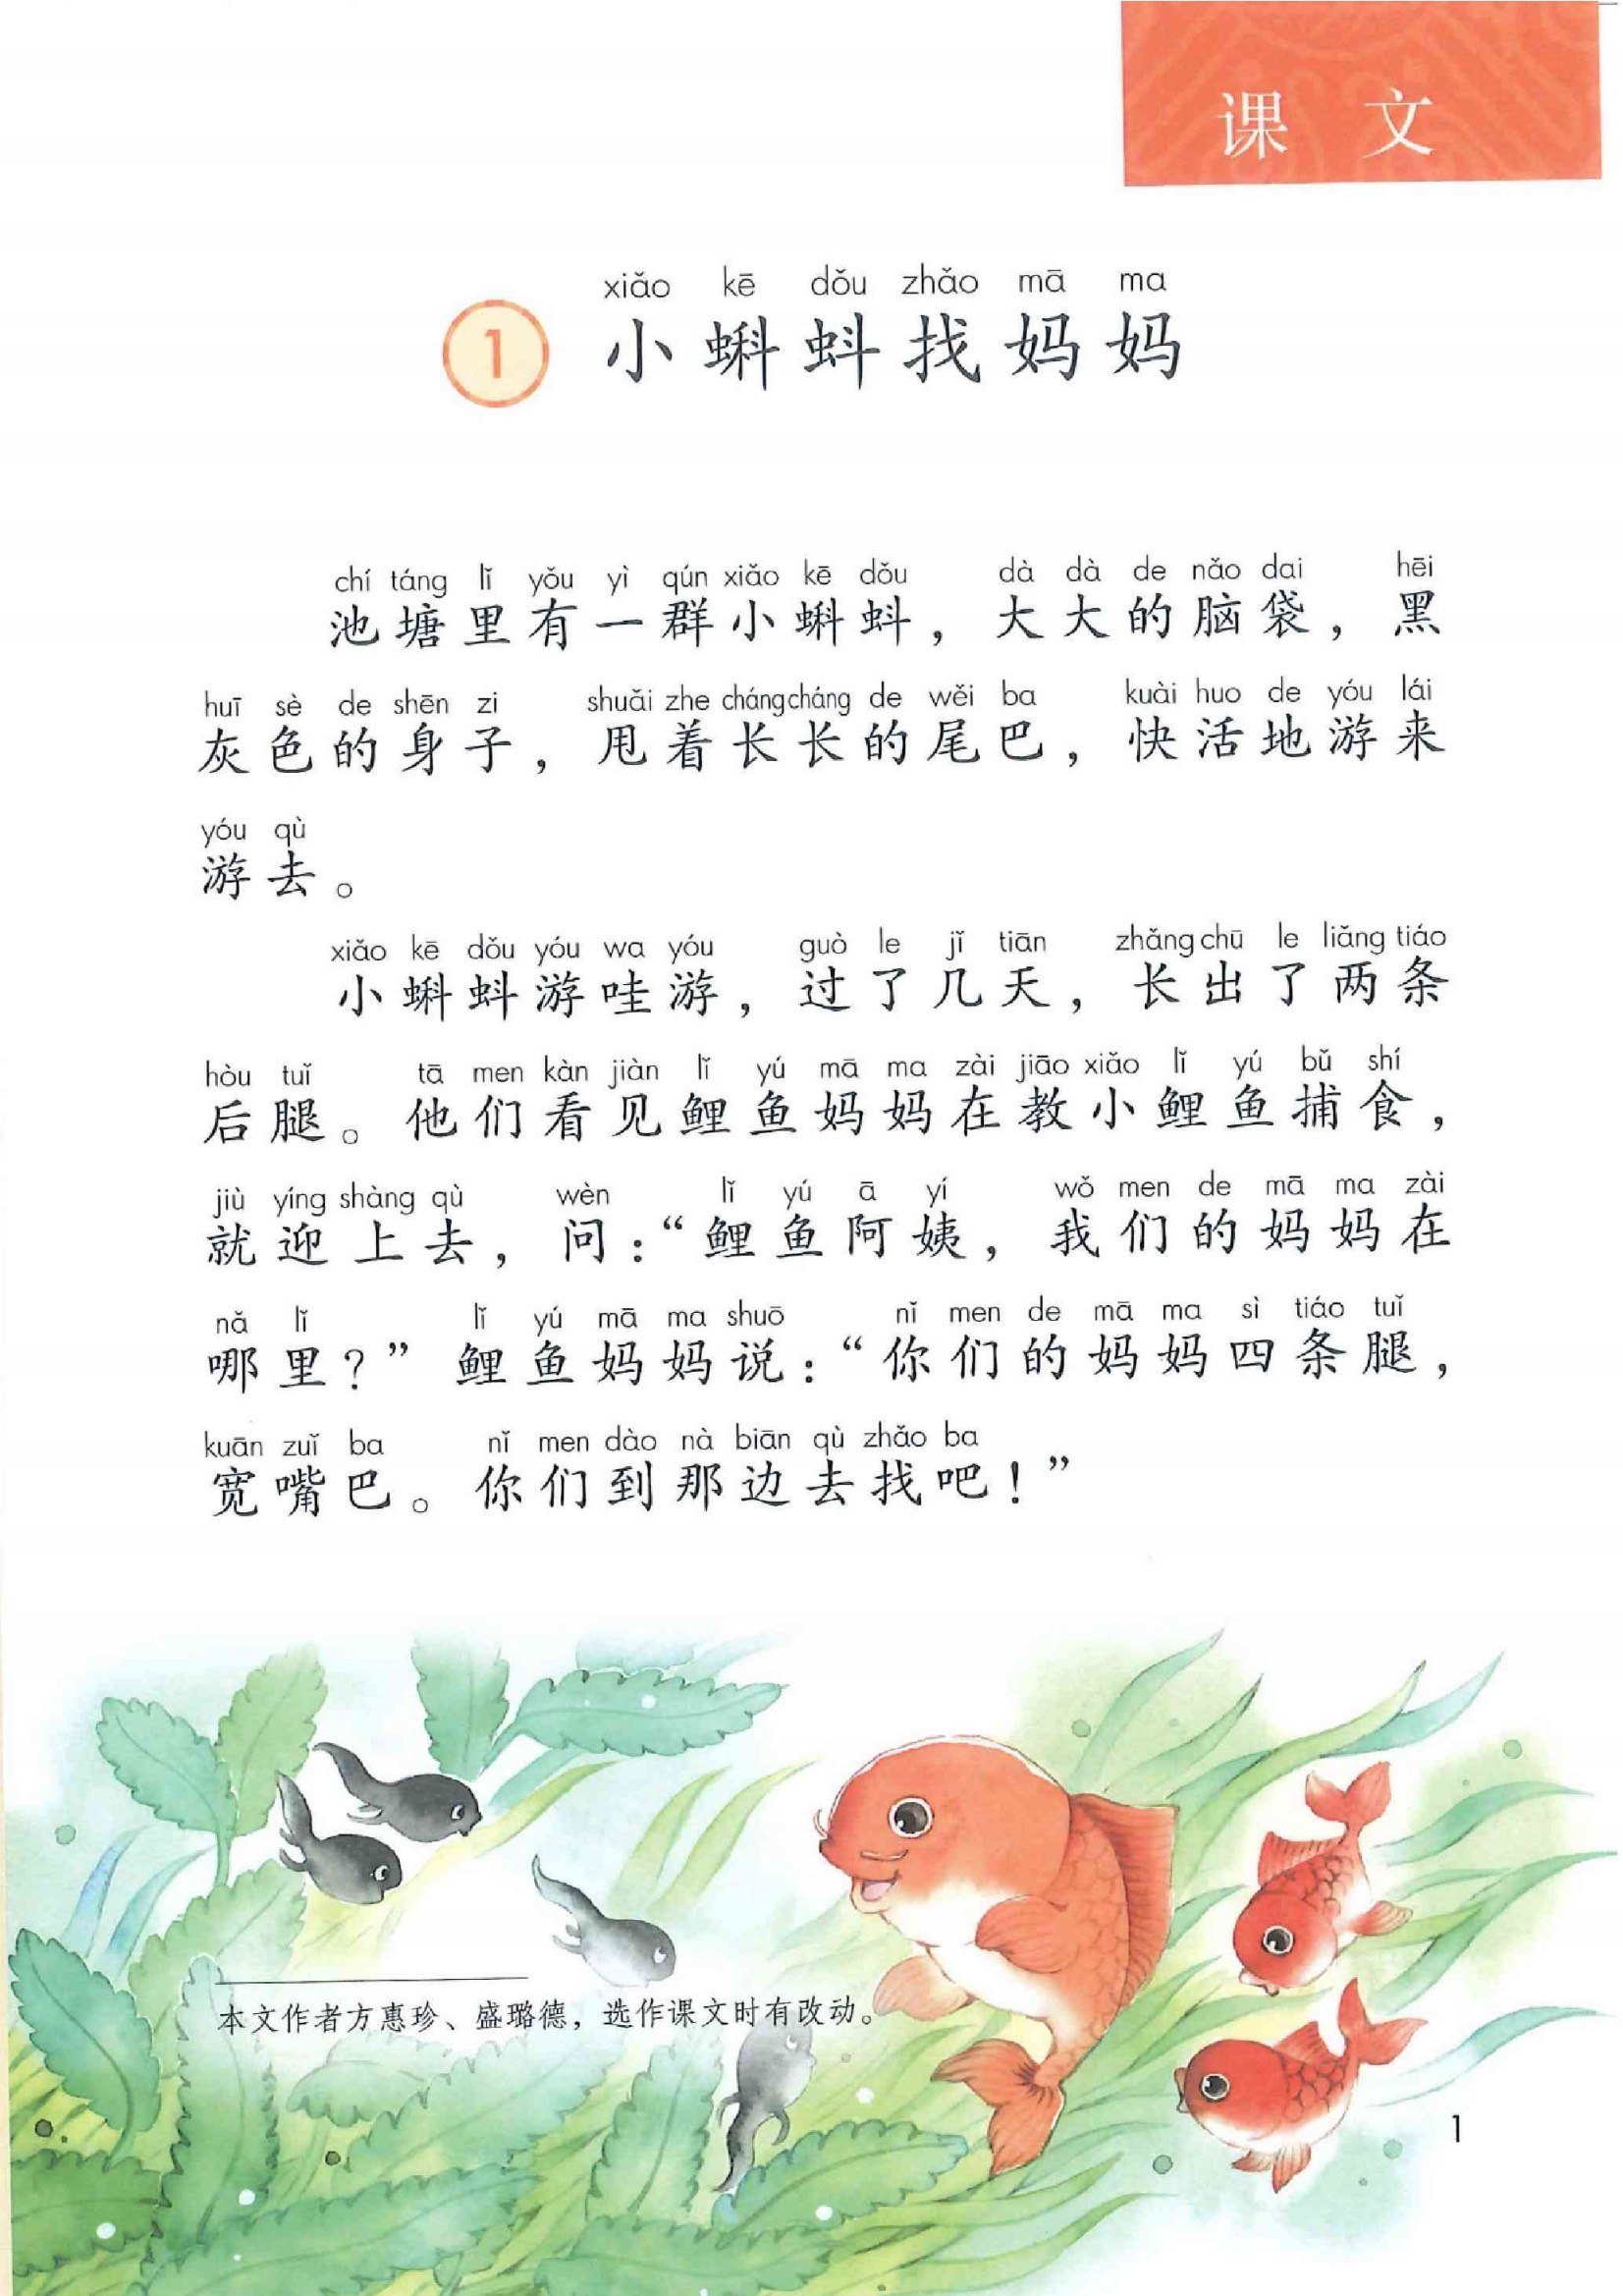 课 文
xiǎo kē dǒu zhǎo mā ma
1 小蝌蚪找妈妈
chí táng lǐ yǒu yì qún xiǎo kē dǒu dà dà de nǎo dai hēi
池塘里有一群小蝌蚪，大大的脑袋，黑
huī sè de shēn zi shuǎi zhe cháng cháng de wěi ba kuài huo de yóu lái
灰色的身子，甩着长长的尾巴，快活地游来
yóu qù
游去。
xiǎo kē dǒu yóu wa yóu guò le jǐ tiān zhǎng chū le liǎng tiáo
小蝌蚪游哇游，过了几天，长出了两条
hòu tuǐ tā men kàn jiàn lǐ yú mā ma zài jiāo xiǎo lǐ yú bǔ shí
后腿。他们看见鲤鱼妈妈在教小鲤鱼捕食，
jiù yíng shàng qù wèn lǐ yú ā yí wǒ men de mā ma zài
就迎上去，问：“鲤鱼阿姨，我们的妈妈在
nǎ lǐ lǐ yú mā ma shuō nǐ men de mā ma sì tiáo tuǐ
哪里？”鲤鱼妈妈说：“你们的妈妈四条腿，
kuān zuǐ ba nǐ men dào nà biān qù zhǎo ba
宽嘴巴。你们到那边去找吧！”
本文作者方惠珍、盛璐德，选作课文时有改动。
1